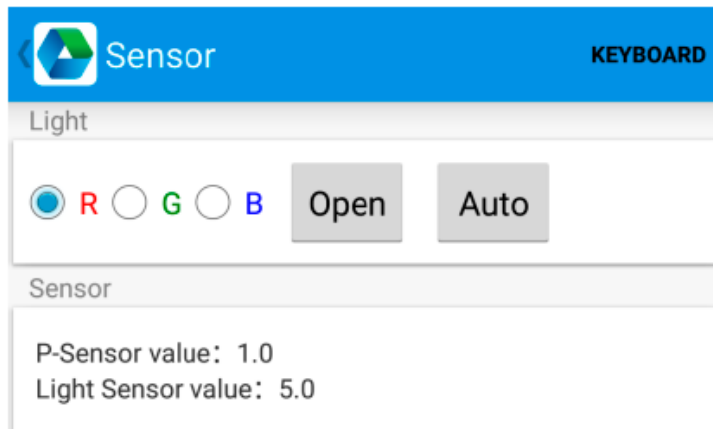 Sensor KEYBOARD
Light
R G B Open Auto
Sensor
P-Sensor value：1.0
Light Sensor value：5.0